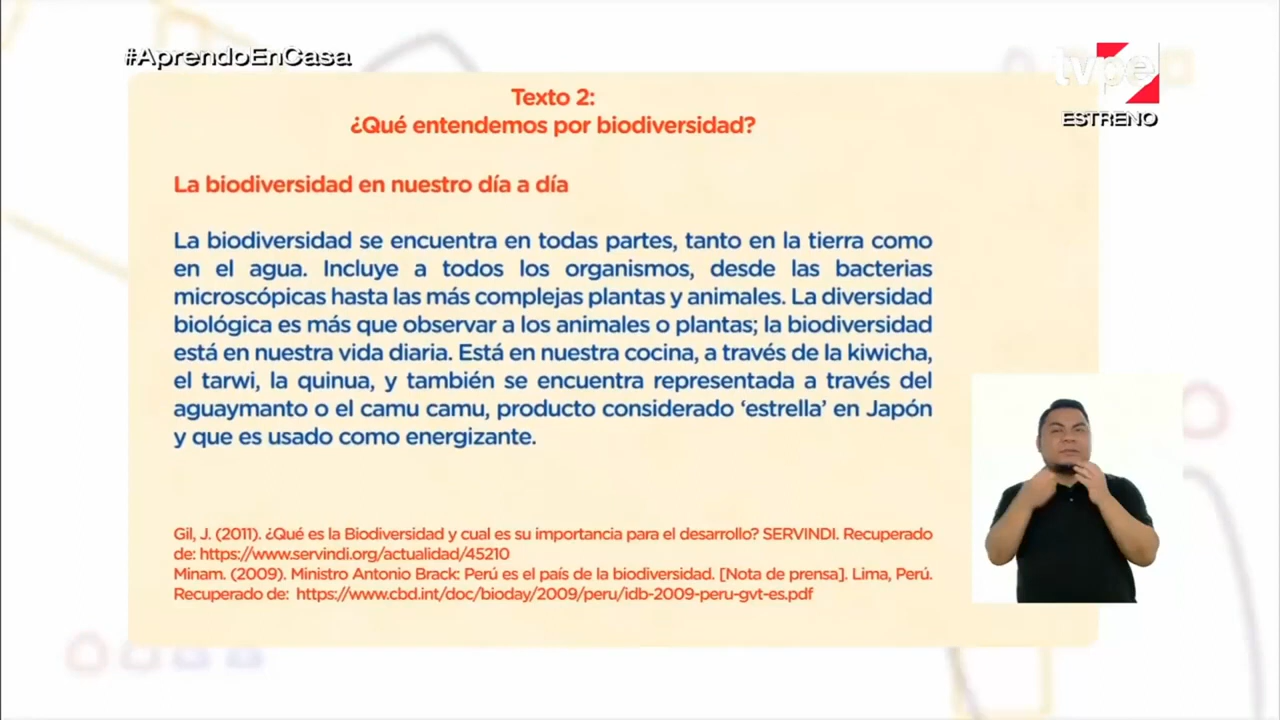 #AprendoEnCasa
tvpe
ESTRENO
Texto 2:
¿Qué entendemos por biodiversidad?
La biodiversidad en nuestro día a día
La biodiversidad se encuentra en todas partes, tanto en la tierra como
en el agua. Incluye a todos los organismos, desde las bacterias
microscópicas hasta las más complejas plantas y animales. La diversidad
biológica es más que observar a los animales o plantas; la biodiversidad
está en nuestra vida diaria. Está en nuestra cocina, a través de la kiwicha,
el tarwi, la quinua, y también se encuentra representada a través del
aguaymanto o el camu camu, producto considerado ‘estrella’ en Japón
y que es usado como energizante.
Gil, J. (2011). ¿Qué es la Biodiversidad y cual es su importancia para el desarrollo? SERVINDI. Recuperado
de: https://www.servindi.org/actualidad/45210
Minam. (2009). Ministro Antonio Brack: Perú es el país de la biodiversidad. [Nota de prensa]. Lima, Perú.
Recuperado de: https://www.cbd.int/doc/bioday/2009/peru/idb-2009-peru-gvt-es.pdf